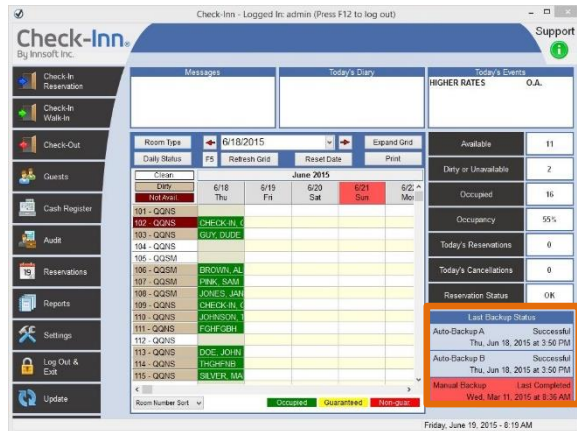 Check-Inn - Logged In: admin (Press F12 to log out)
Check-Inn®
By Innsoft Inc.
Support
Check-In
Reservation
Check-In
Walk-In
Check-Out
Guests
Cash Register
Audit
19
Reservations
Reports
Settings
Log Out &
Exit
Update
Messages
Today's Diary
Today's Events
HIGHER RATES O.A.
Room Type 6/18/2015 Expand Grid
Daily Status F5 Refresh Grid Reset Date Print
Clean June 2015
Dirty 6/18 6/19 6/20 6/21 6/22
Not Avail. Thu Fri Sat Sun Mon
101 - QQNS
102 - QQNS CHECK-IN, C
103 - QQNS GUY, DUDE
104 - QQNS
105 - QQSM
106 - QQSM BROWN, AL
107 - QQSM PINK, SAM
108 - QQSM JONES, JAN
109 - QQNS CHECK-IN, C
110 - QQNS JOHNSON, T
111 - QQNS FGHFGBH
112 - QQNS
113 - QQNS DOE, JOHN
114 - QQNS THGHFNB
115 - QQNS SILVER, MA
Room Number Sort Occupied Guaranteed Non-guar.
Available 11
Dirty or Unavailable 2
Occupied 16
Occupancy 55%
Today's Reservations 0
Today's Cancellations 0
Reservation Status OK
Last Backup Status
Auto-Backup A Successful
Thu, Jun 18, 2015 at 3:50 PM
Auto-Backup B Successful
Thu, Jun 18, 2015 at 3:50 PM
Manual Backup Last Completed
Wed, Mar 11, 2015 at 8:36 AM
Friday, June 19, 2015 - 8:19 AM